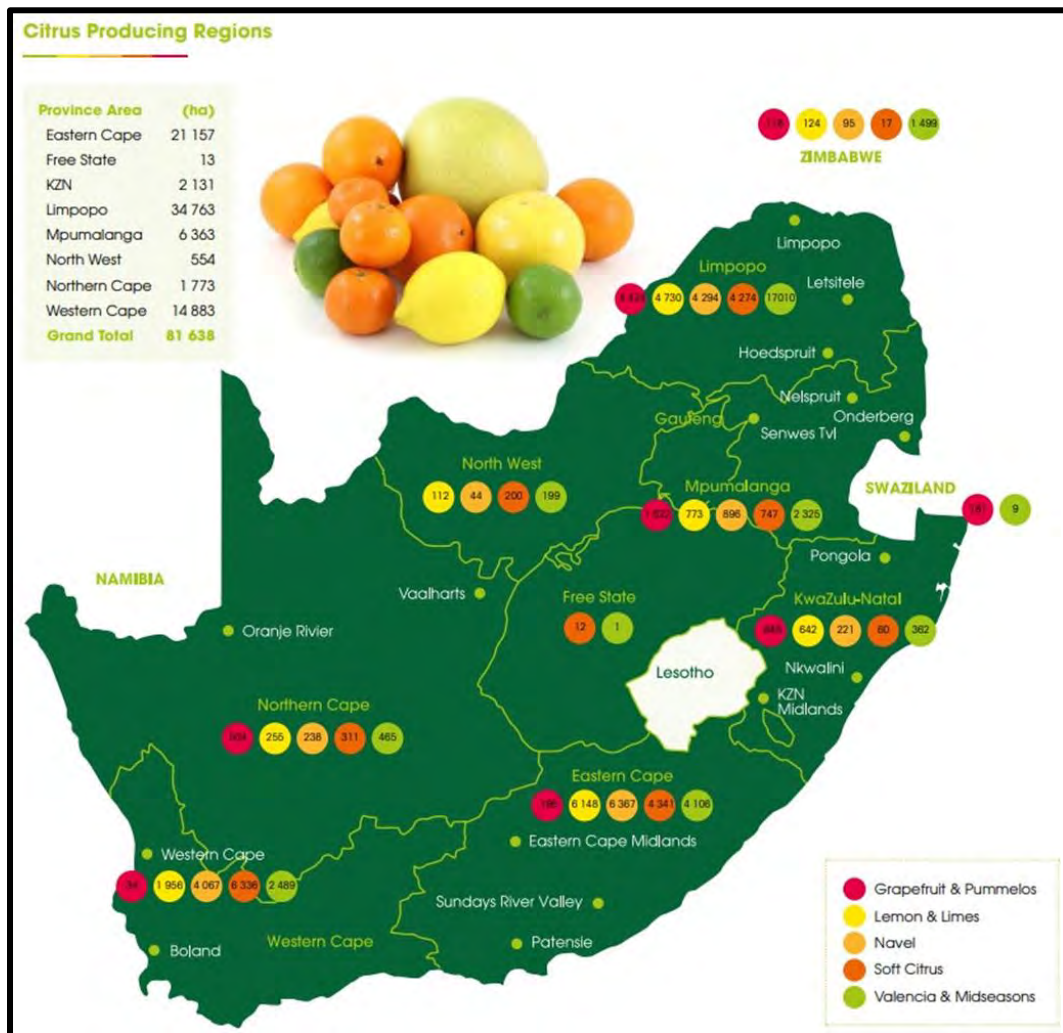 Citrus Producing Regions
Province Area (ha)
Eastern Cape 21 157
Free State 13
KZN 2 131
Limpopo 34 763
Mpumalanga 6 363
North West 554
Northern Cape 1 773
Western Cape 14 883
Grand Total 81 638
124 95 17 1 499
ZIMBABWE
Limpopo
Limpopo
Letsitele
4 730 4 294 4 274 17010
Hoedspruit
Nelspruit
Onderberg
Gauteng
Senwes Tvl
North West
112 44 200 199
Mpumalanga
1 622 773 896 747 2 325
SWAZILAND
9
Pongola
NAMIBIA
Vaalharts
Free State
12 1
KwaZulu-Natal
642 221 60 362
Oranje Rivier
Lesotho
Nkwalini
KZN
Midlands
Northern Cape
504 255 238 311 465
Eastern Cape
195 6 148 6 367 4 341 4 106
Eastern Cape Midlands
Western Cape
34 1 956 4 067 6 336 2 489
Sundays River Valley
Western Cape
Boland
Patensie
Grapefruit & Pummelos
Lemon & Limes
Navel
Soft Citrus
Valencia & Midseasons